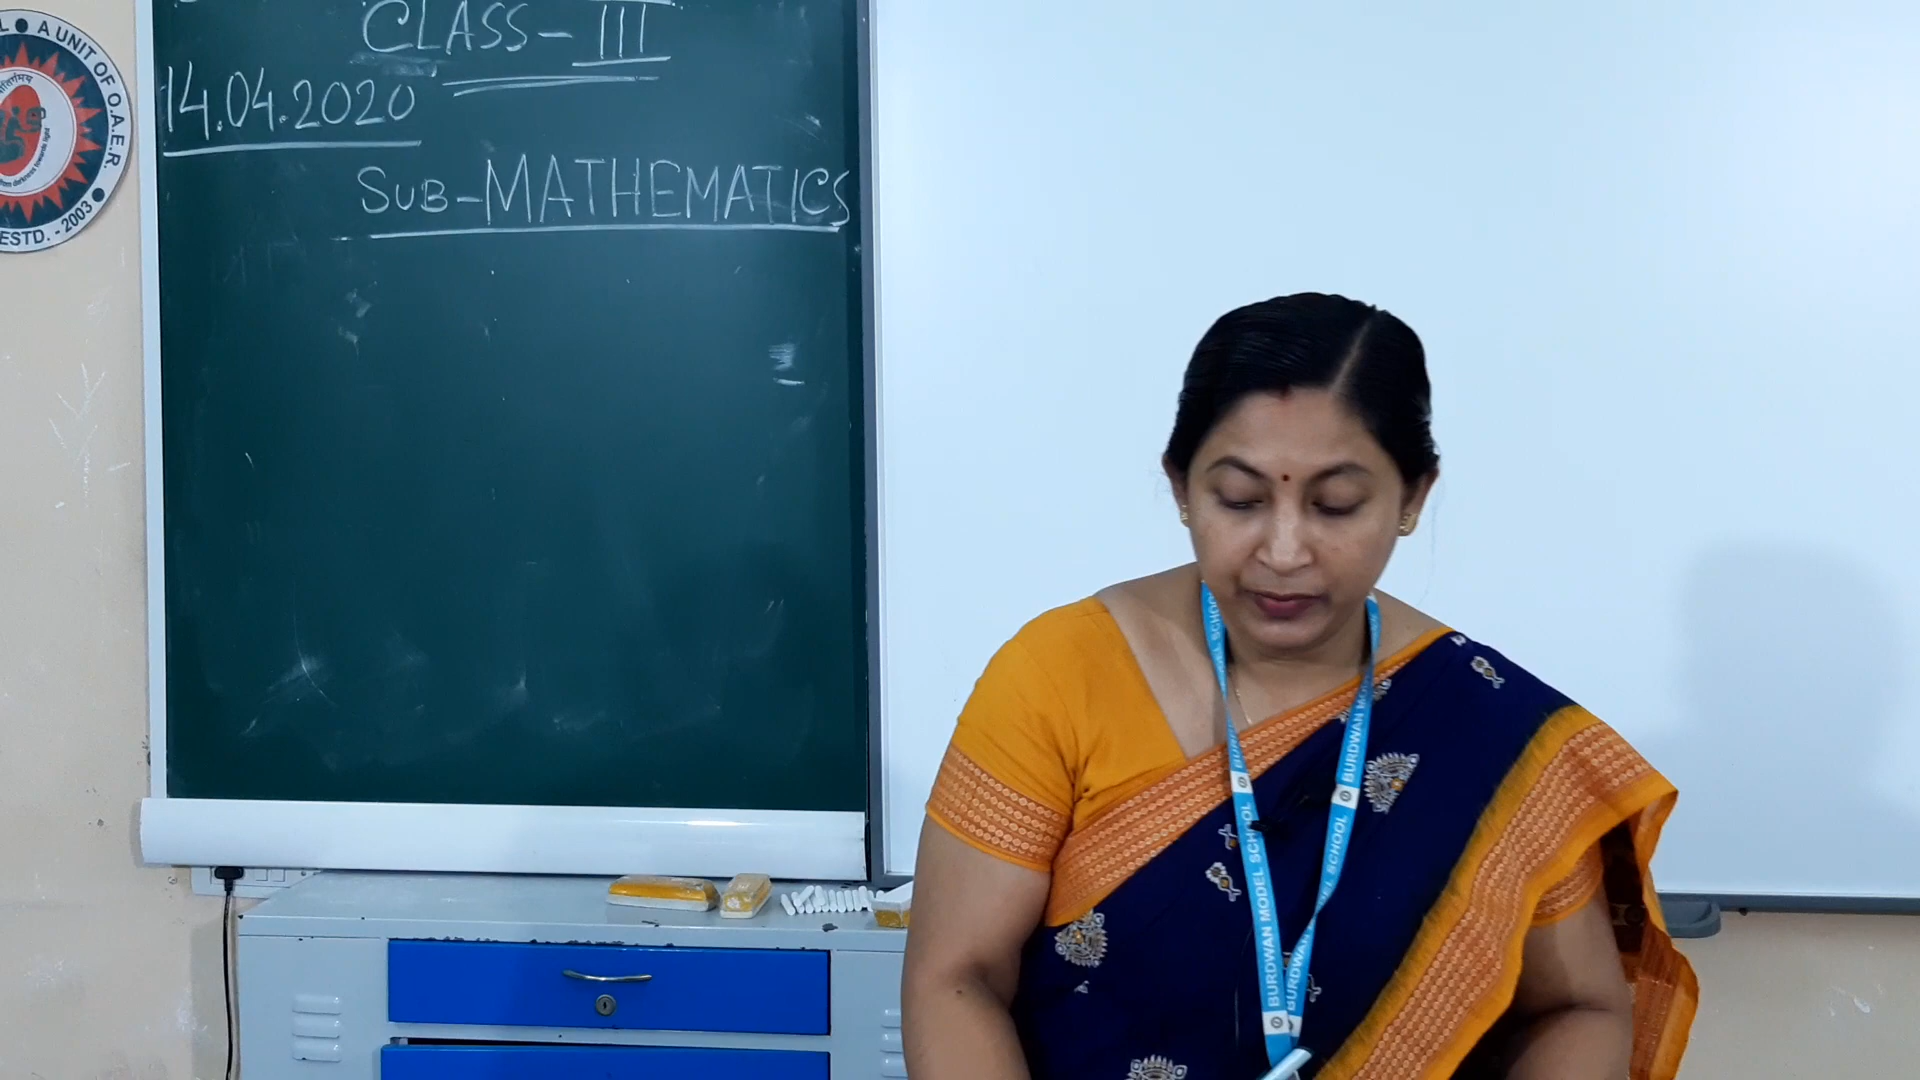 CLASS - III
14.04.2020
SUB - MATHEMATICS
A UNIT OF O.A.E.R.
ESTD. - 2003
BURDWAN MODEL SCHOOL
BURDWAN MODEL SCHOOL